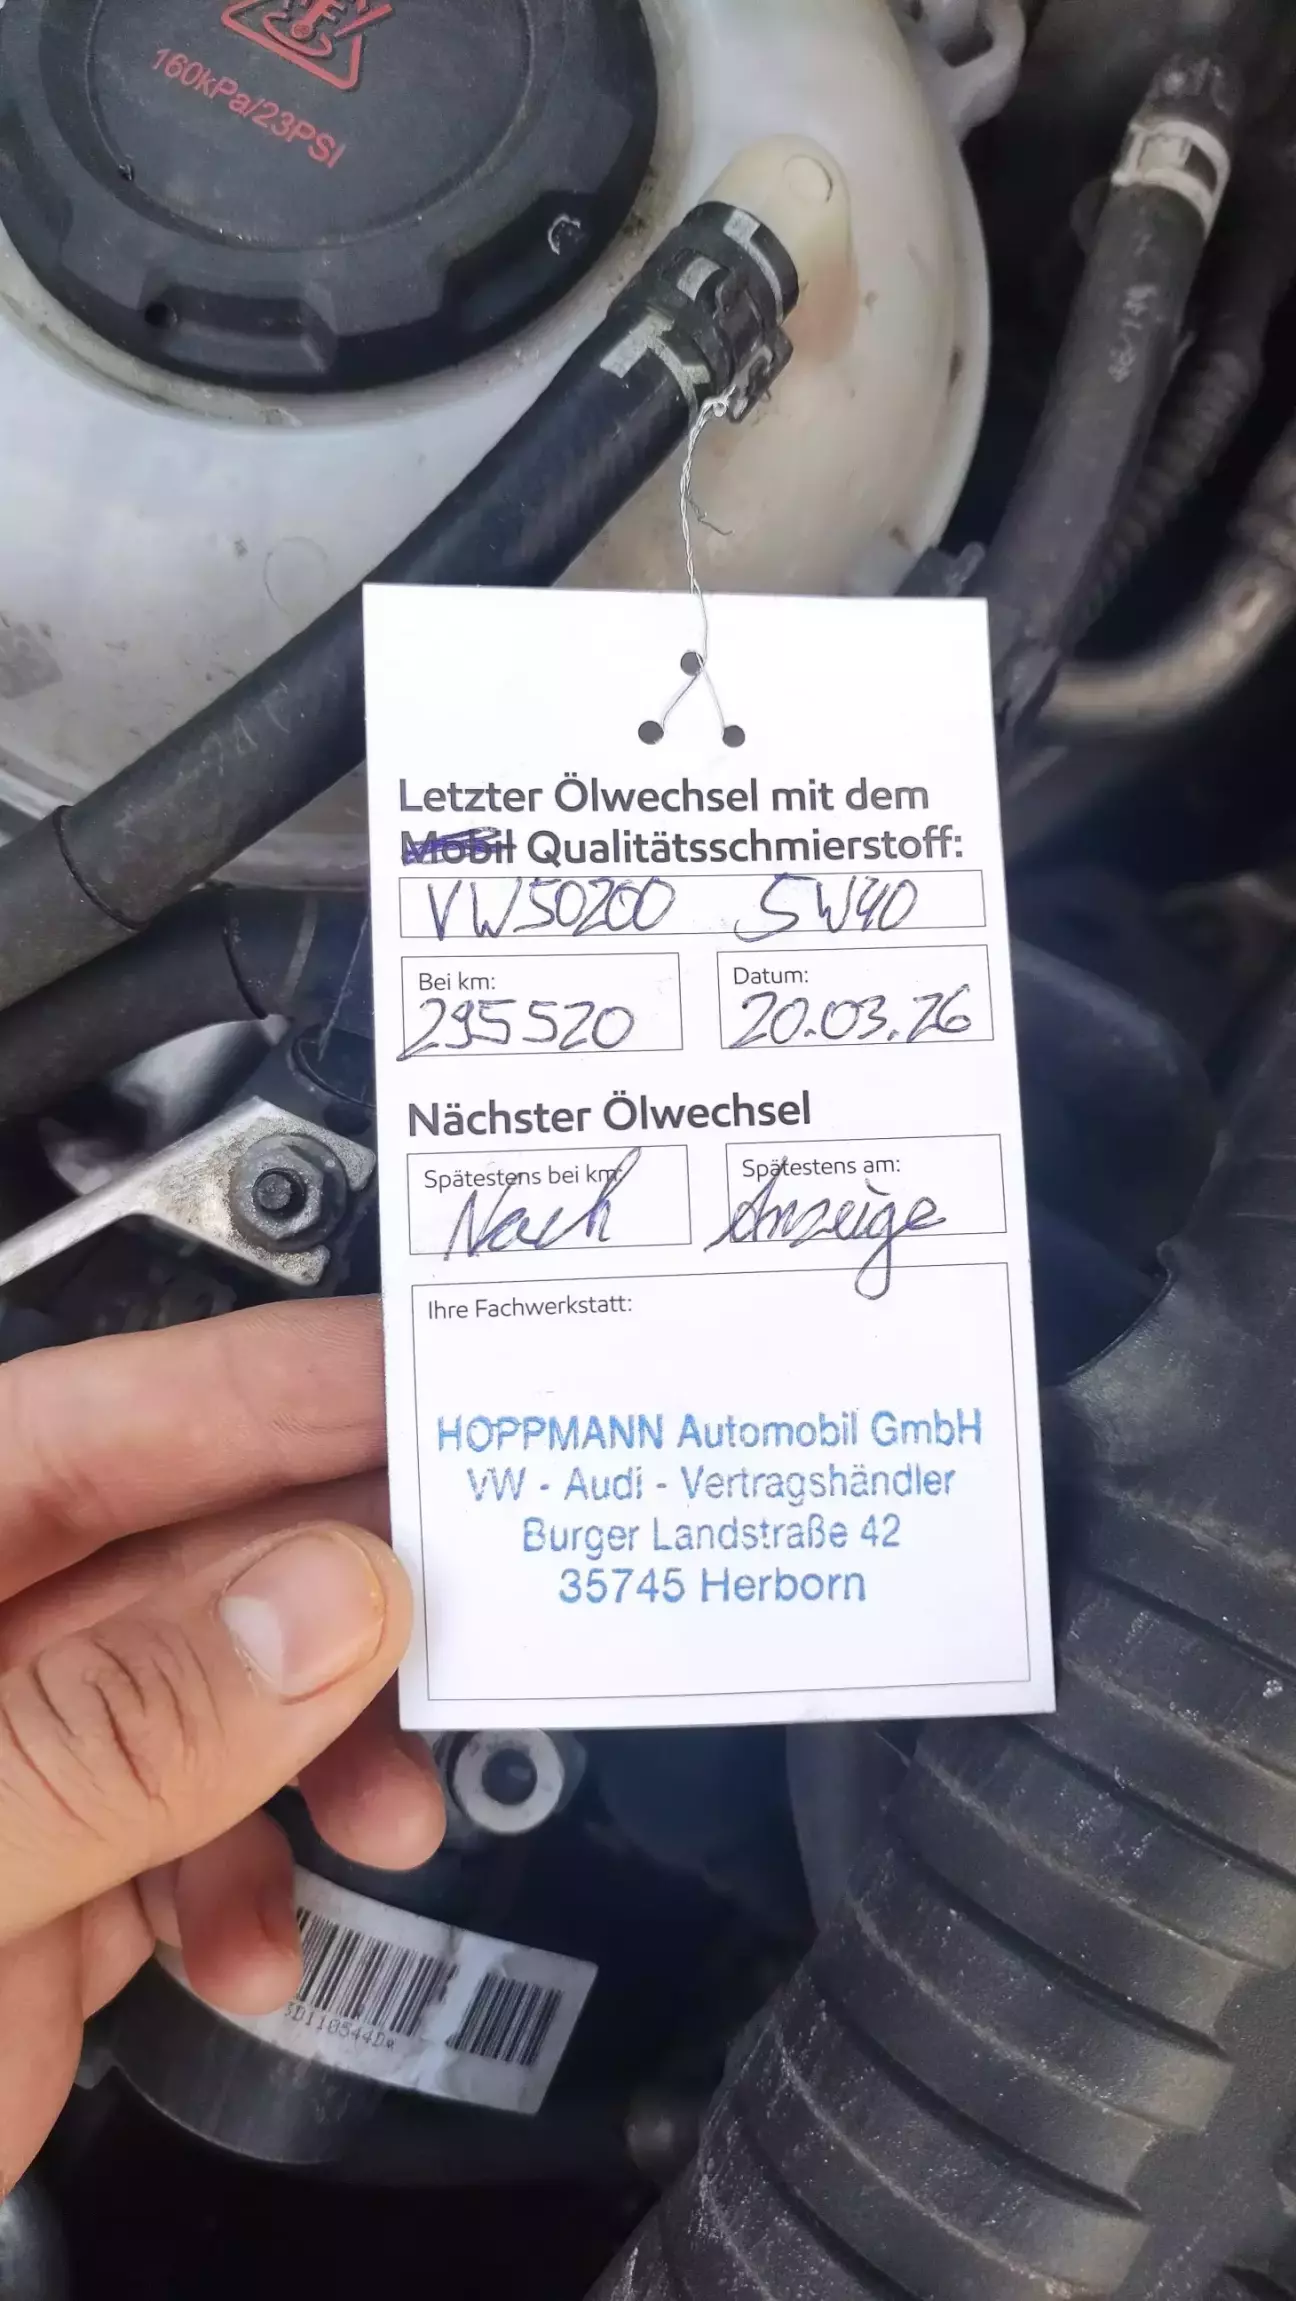 160kPa/23PSI
Letzter Ölwechsel mit dem
Mobil Qualitätsschmierstoff:
VW50200 5W40
Bei km:
295520
Datum:
20.03.26
Nächster Ölwechsel
Spätestens bei km:
Nach
Spätestens am:
Anzeige
Ihre Fachwerkstatt:
HOPPMANN Automobil GmbH
VW - Audi - Vertragshändler
Burger Landstraße 42
35745 Herborn